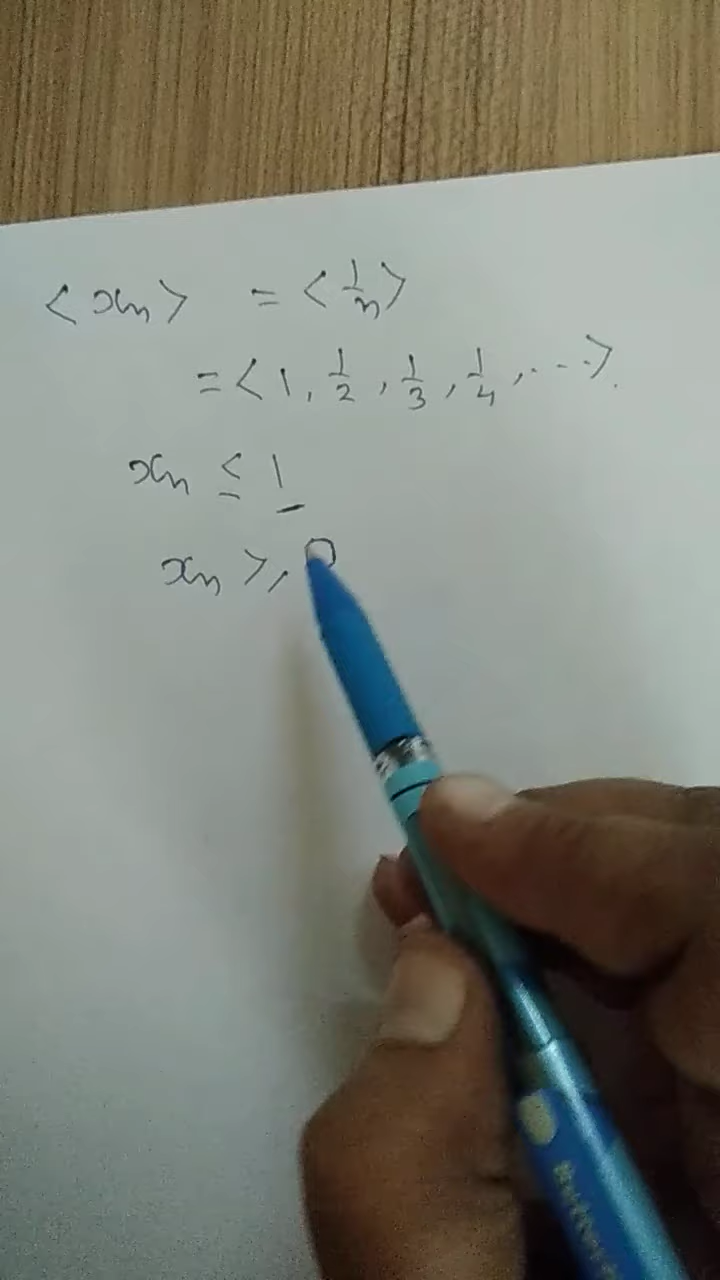 < xn > = < 1/n >
= < 1, 1/2, 1/3, 1/4, ... >.
xn ≤ 1
xn ≥ 0